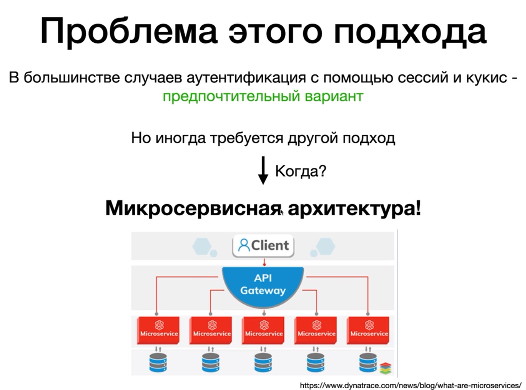 Проблема этого подхода
В большинстве случаев аутентификация с помощью сессий и кукис -
предпочтительный вариант
Но иногда требуется другой подход
Когда?
Микросервисная архитектура!
Client
API
Gateway
Microservice Microservice Microservice Microservice Microservice
https://www.dynatrace.com/news/blog/what-are-microservices/